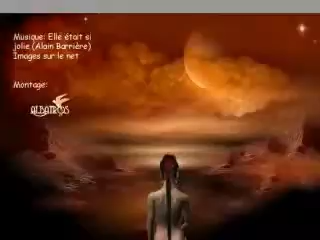 Musique: Elle était si
jolie (Alain Barrière)
Images sur le net
Montage:
ALBATROS